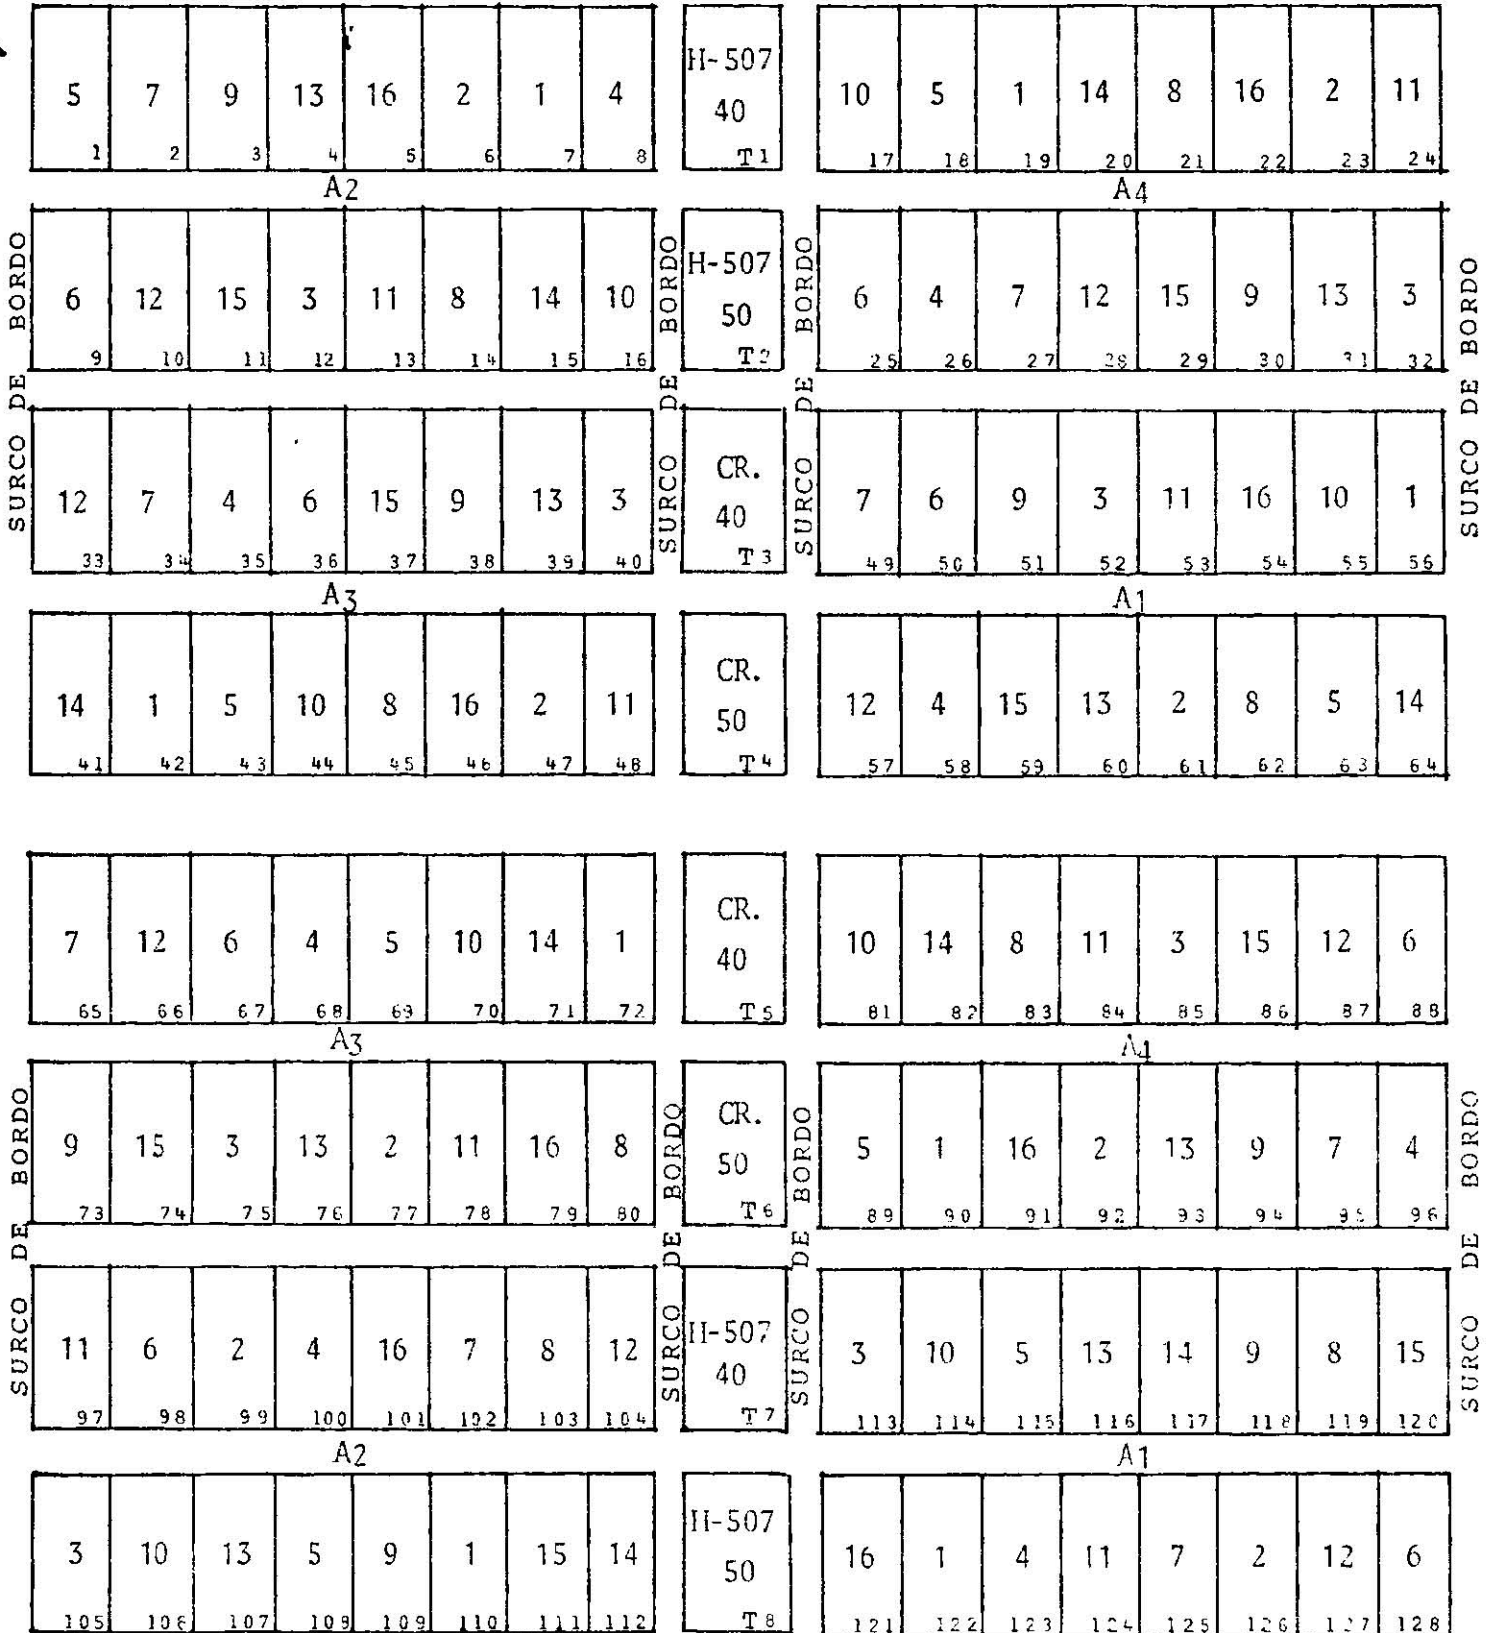 5 7 9 13 16 2 1 4 H-507 10 5 1 14 8 16 2 11
40
1 2 3 4 5 6 7 8 T1 17 18 19 20 21 22 23 24
A2 A4
6 12 15 3 11 8 14 10 H-507 6 4 7 12 15 9 13 3
50
9 10 11 12 13 14 15 16 T2 25 26 27 28 29 30 31 32
SURCO DE BORDO SURCO DE BORDO SURCO DE BORDO SURCO DE BORDO
12 7 4 6 15 9 13 3 CR. 7 6 9 3 11 16 10 1
40
33 34 35 36 37 38 39 40 T3 49 50 51 52 53 54 55 56
A3 A1
14 1 5 10 8 16 2 11 CR. 12 4 15 13 2 8 5 14
50
41 42 43 44 45 46 47 48 T4 57 58 59 60 61 62 63 64
7 12 6 4 5 10 14 1 CR. 10 14 8 11 3 15 12 6
40
65 66 67 68 69 70 71 72 T5 81 82 83 84 85 86 87 88
A3 A4
9 15 3 13 2 11 16 8 CR. 5 1 16 2 13 9 7 4
50
73 74 75 76 77 78 79 80 T6 89 90 91 92 93 94 95 96
SURCO DE BORDO SURCO DE BORDO SURCO DE BORDO SURCO DE BORDO
11 6 2 4 16 7 8 12 H-507 3 10 5 13 14 9 8 15
40
97 98 99 100 101 102 103 104 T7 113 114 115 116 117 118 119 120
A2 A1
3 10 13 5 9 1 15 14 H-507 16 1 4 11 7 2 12 6
50
105 106 107 108 109 110 111 112 T8 121 122 123 124 125 126 127 128